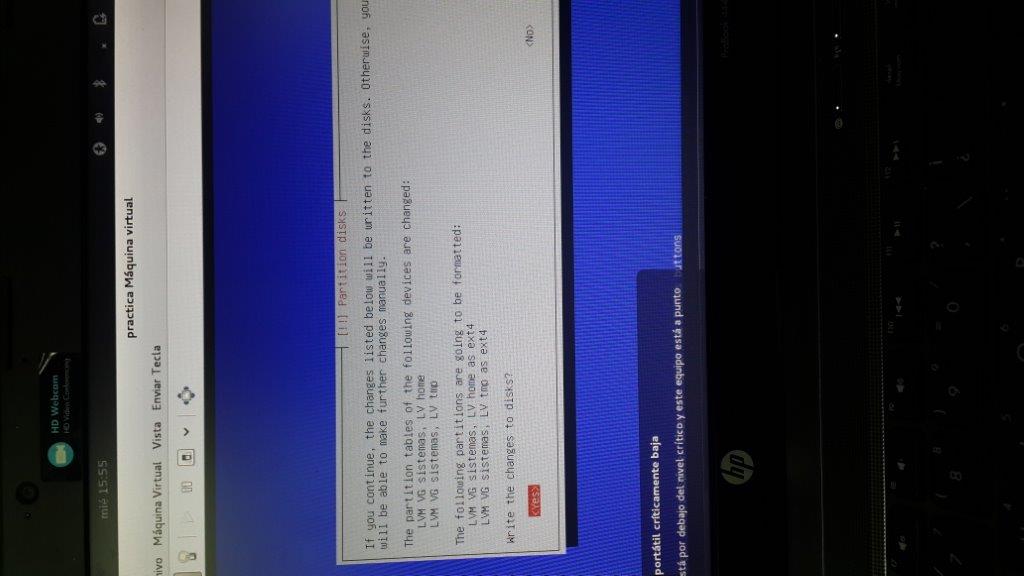 HD Webcam
HD Video Conferencing
mié 15:55
practica Máquina virtual
ivo Máquina Virtual Vista Enviar Tecla
[!!] Partition disks
If you continue, the changes listed below will be written to the disks. Otherwise, you
will be able to make further changes manually.
The partition tables of the following devices are changed:
LVM VG sistemas, LV home
LVM VG sistemas, LV tmp
The following partitions are going to be formatted:
LVM VG sistemas, LV home as ext4
LVM VG sistemas, LV tmp as ext4
Write the changes to disks?
<Yes> <No>
portátil críticamente baja
stá por debajo del nivel crítico y este equipo está a punto
buttons
hp